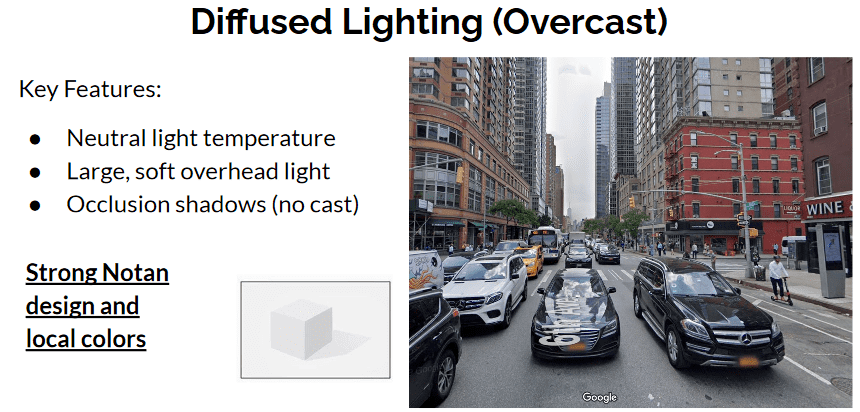 Diffused Lighting (Overcast)
Key Features:
● Neutral light temperature
● Large, soft overhead light
● Occlusion shadows (no cast)
Strong Notan
design and
local colors
LIQUOR
WINE &
Google